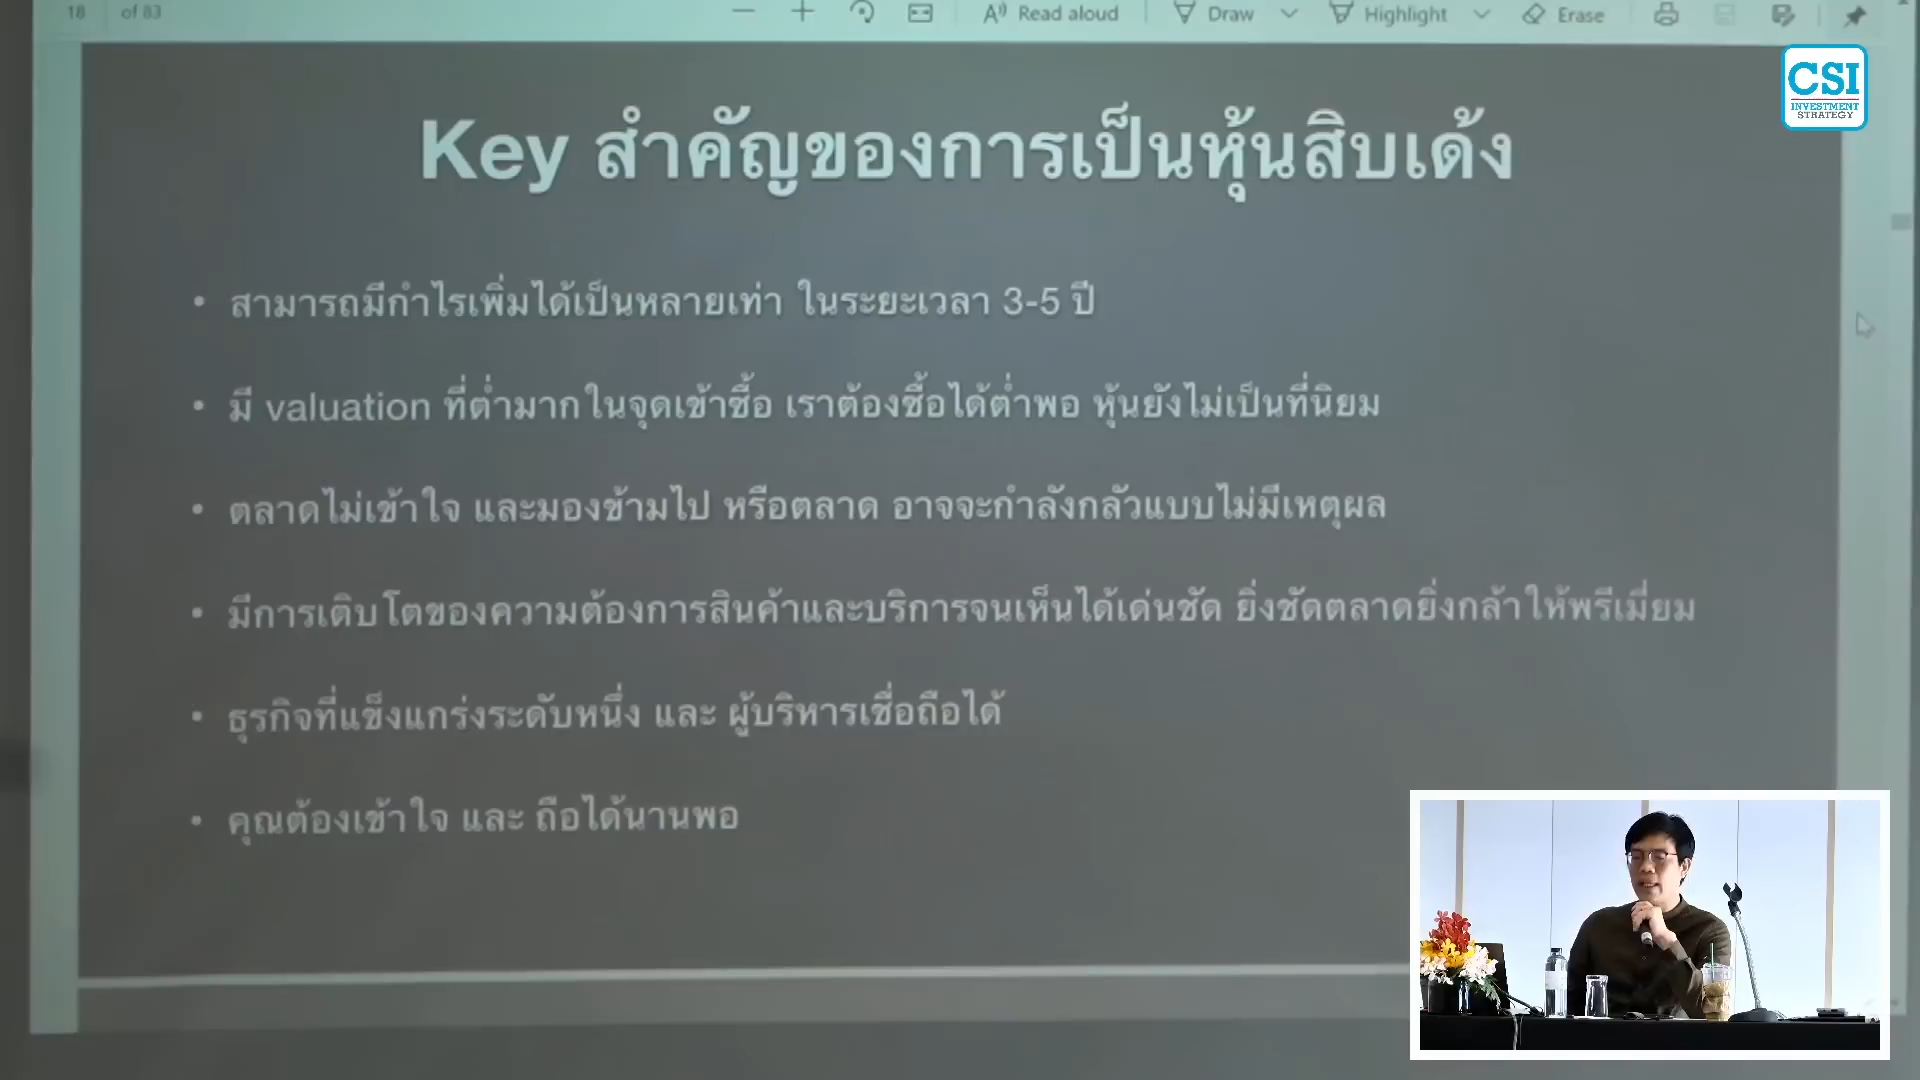 18 of 83 Read aloud Draw Highlight Erase
CSI
INVESTMENT
STRATEGY
Key สำคัญของการเป็นหุ้นสิบเด้ง
• สามารถมีกำไรเพิ่มได้เป็นหลายเท่า ในระยะเวลา 3-5 ปี
• มี valuation ที่ต่ำมากในจุดเข้าซื้อ เราต้องซื้อได้ต่ำพอ หุ้นยังไม่เป็นที่นิยม
• ตลาดไม่เข้าใจ และมองข้ามไป หรือตลาด อาจจะกำลังกลัวแบบไม่มีเหตุผล
• มีการเติบโตของความต้องการสินค้าและบริการจนเห็นได้เด่นชัด ยิ่งชัดตลาดยิ่งกล้าให้พรีเมี่ยม
• ธุรกิจที่แข็งแกร่งระดับหนึ่ง และ ผู้บริหารเชื่อถือได้
• คุณต้องเข้าใจ และ ถือได้นานพอ